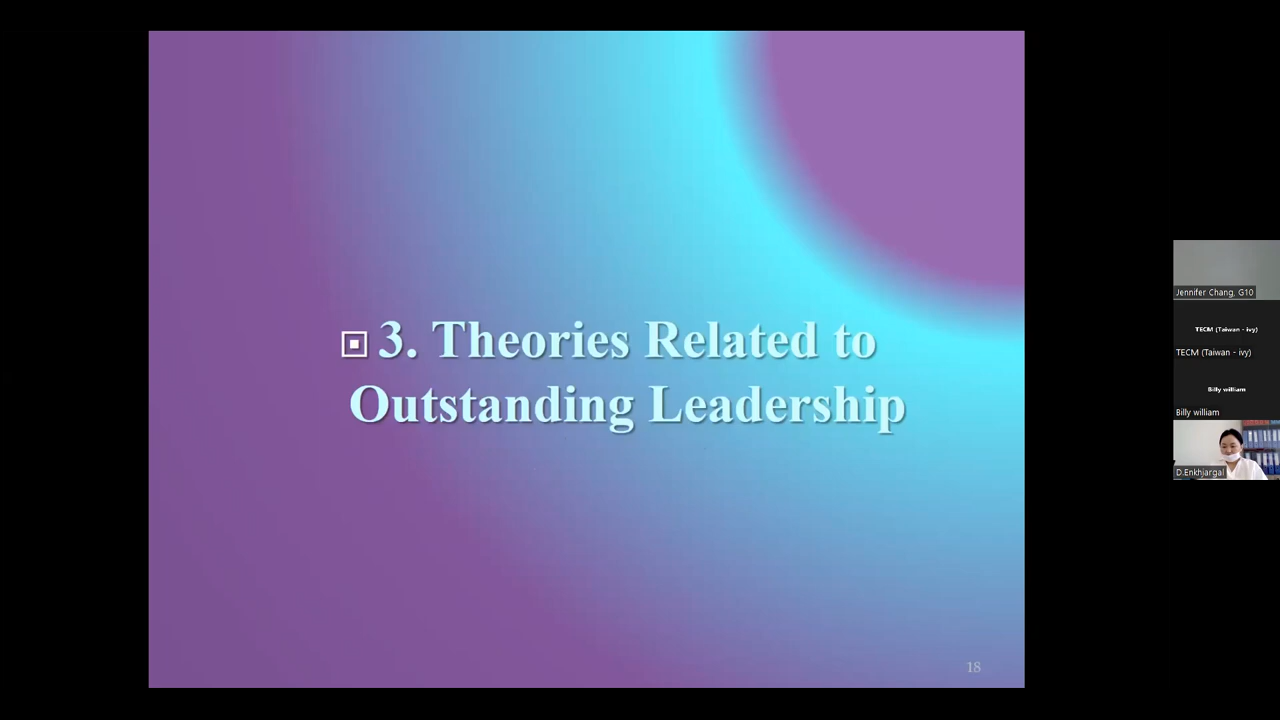 3. Theories Related to
Outstanding Leadership
18
Jennifer Chang, G10
TECM (Taiwan - ivy)
TECM (Taiwan - ivy)
Billy william
Billy william
D.Enkhjargal